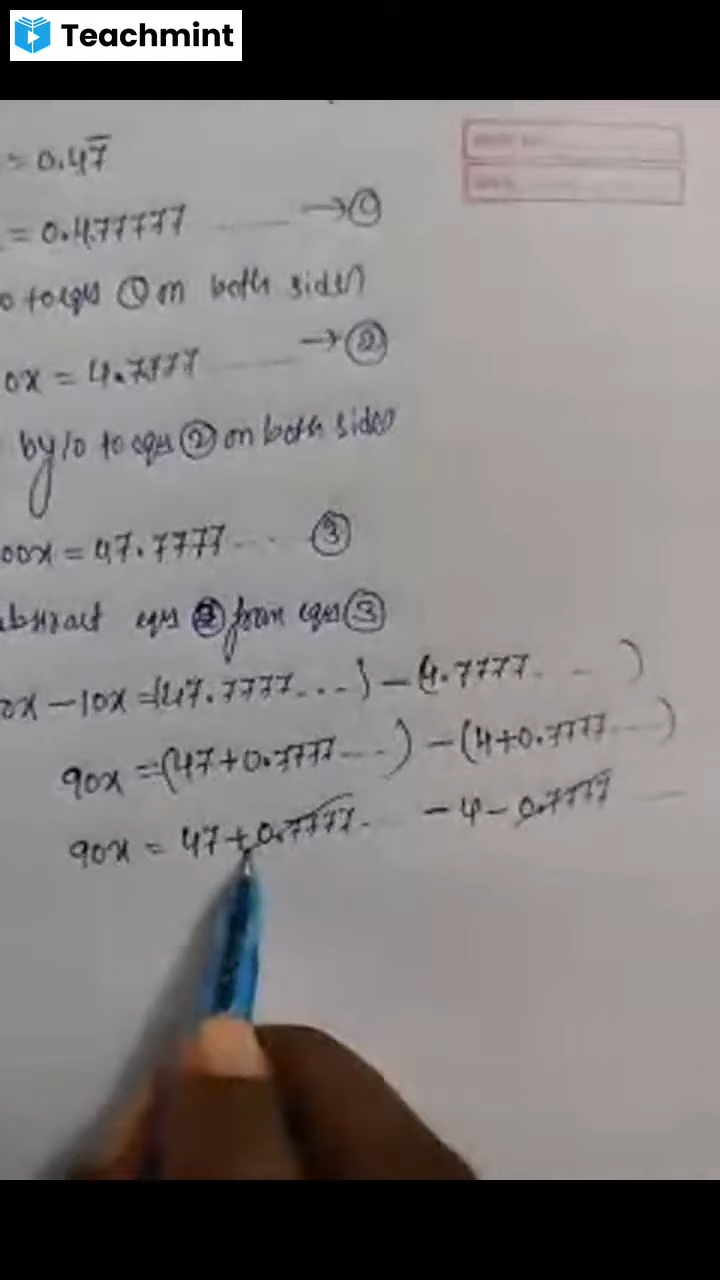 Teachmint
= 0.47̅
= 0.477777 ........ → ①
to eqn ① on both sides
0x = 4.7777 ........ → ②
by 10 to eqn ② on both sides
00x = 47.7777 ... ③
ubstract eqn ② from eqn ③
0x - 10x = (47.7777...) - (4.7777... )
90x = (47+0.7777....) - (4+0.7777....)
90x = 47+0.7777... - 4 - 0.7777 ...